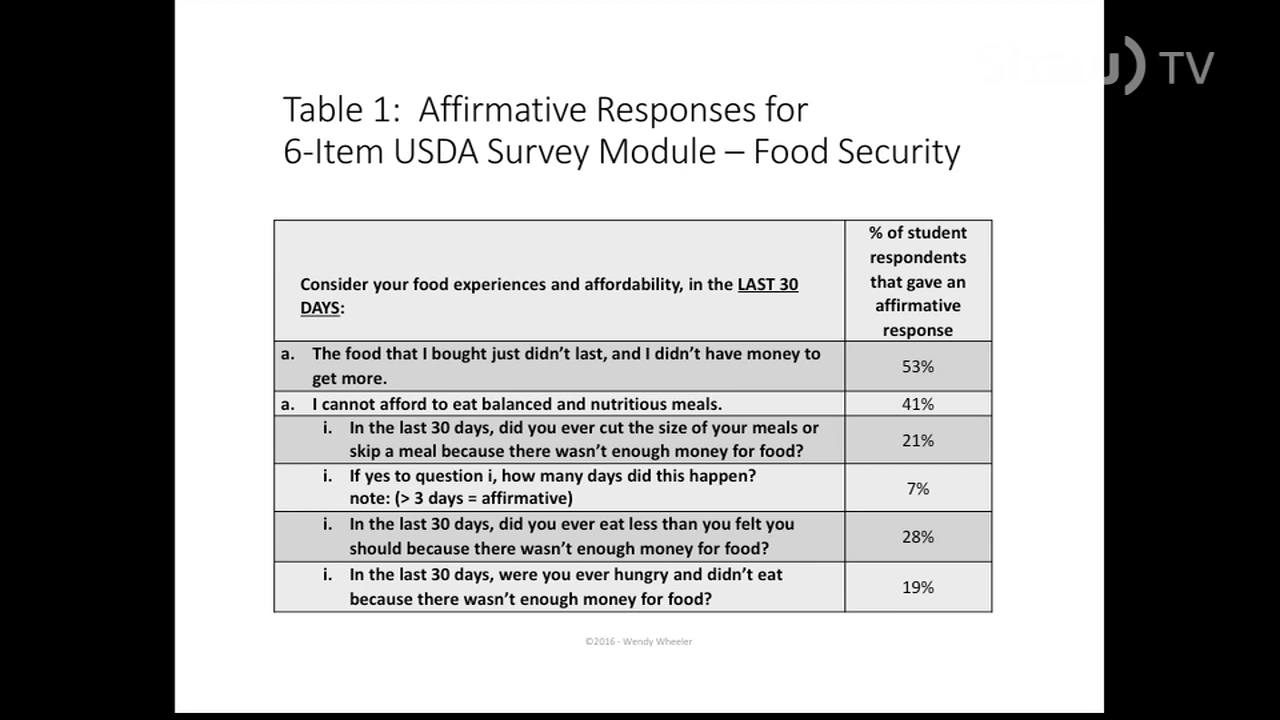 TV
Table 1: Affirmative Responses for
6-Item USDA Survey Module – Food Security
Consider your food experiences and affordability, in the LAST 30
DAYS:
% of student
respondents
that gave an
affirmative
response
a. The food that I bought just didn't last, and I didn't have money to
get more.
53%
a. I cannot afford to eat balanced and nutritious meals.
41%
i. In the last 30 days, did you ever cut the size of your meals or
skip a meal because there wasn't enough money for food?
21%
i. If yes to question i, how many days did this happen?
note: (> 3 days = affirmative)
7%
i. In the last 30 days, did you ever eat less than you felt you
should because there wasn't enough money for food?
28%
i. In the last 30 days, were you ever hungry and didn't eat
because there wasn't enough money for food?
19%
©2016 - Wendy Wheeler